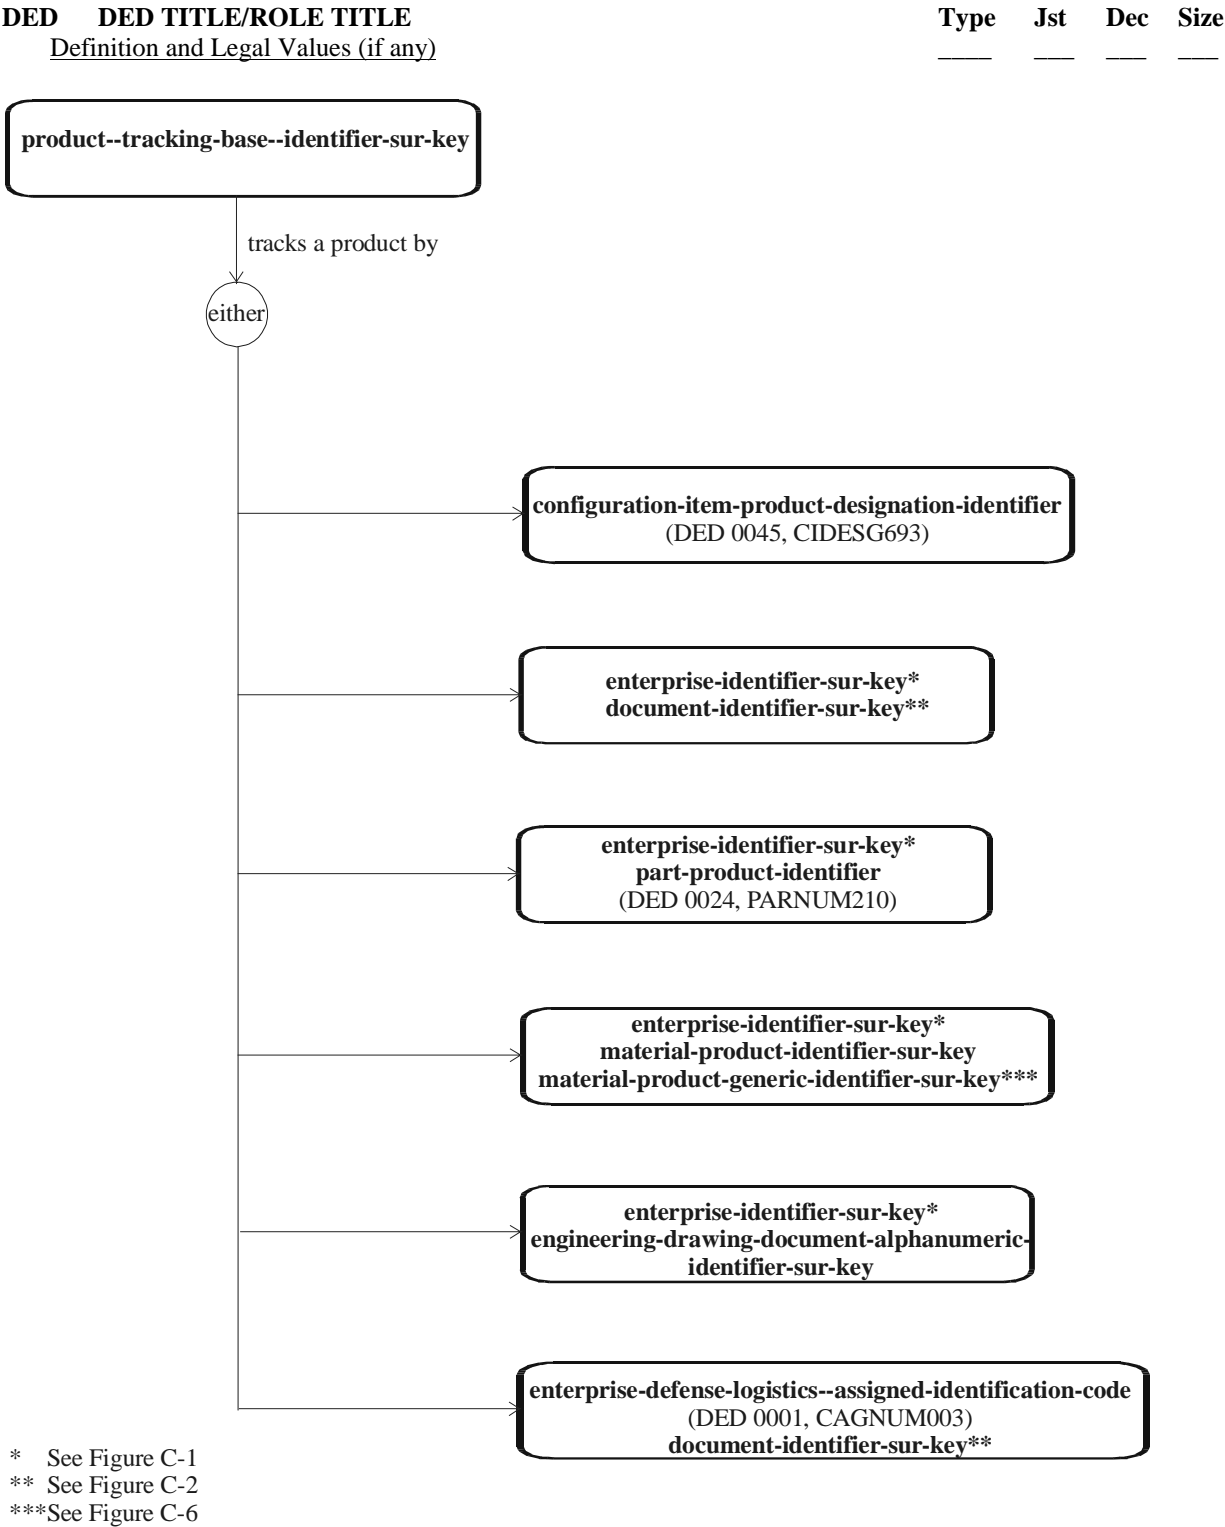 DED DED TITLE/ROLE TITLE Type Jst Dec Size
Definition and Legal Values (if any) ____ ___ ___ ___
product--tracking-base--identifier-sur-key
tracks a product by
either
configuration-item-product-designation-identifier
(DED 0045, CIDESG693)
enterprise-identifier-sur-key*
document-identifier-sur-key**
enterprise-identifier-sur-key*
part-product-identifier
(DED 0024, PARNUM210)
enterprise-identifier-sur-key*
material-product-identifier-sur-key
material-product-generic-identifier-sur-key***
enterprise-identifier-sur-key*
engineering-drawing-document-alphanumeric-
identifier-sur-key
enterprise-defense-logistics--assigned-identification-code
(DED 0001, CAGNUM003)
document-identifier-sur-key**
* See Figure C-1
** See Figure C-2
***See Figure C-6